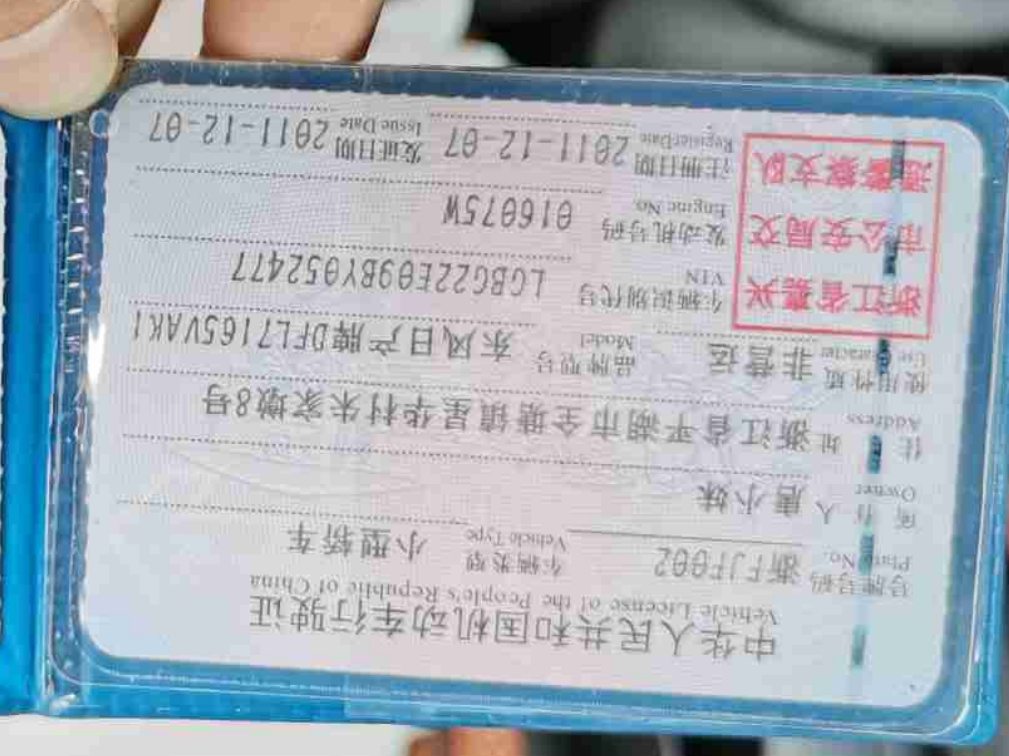 中华人民共和国机动车行驶证
Vehicle License of the People's Republic of China
号牌号码 浙FJF002 车辆类型 小型轿车
Plate No. Vehicle Type
所有人 唐小妹
Owner
住址 浙江省平湖市全塘镇星华村朱家墩8号
Address
使用性质 非营运 品牌型号 东风日产牌DFL7165VAK1
Use Character Model
浙江省嘉兴
市公安局交
通警察支队
车辆识别代号 LGBG22E09BY052477
VIN
发动机号码 016075W
Engine No.
注册日期 2011-12-07 发证日期 2011-12-07
Register Date Issue Date